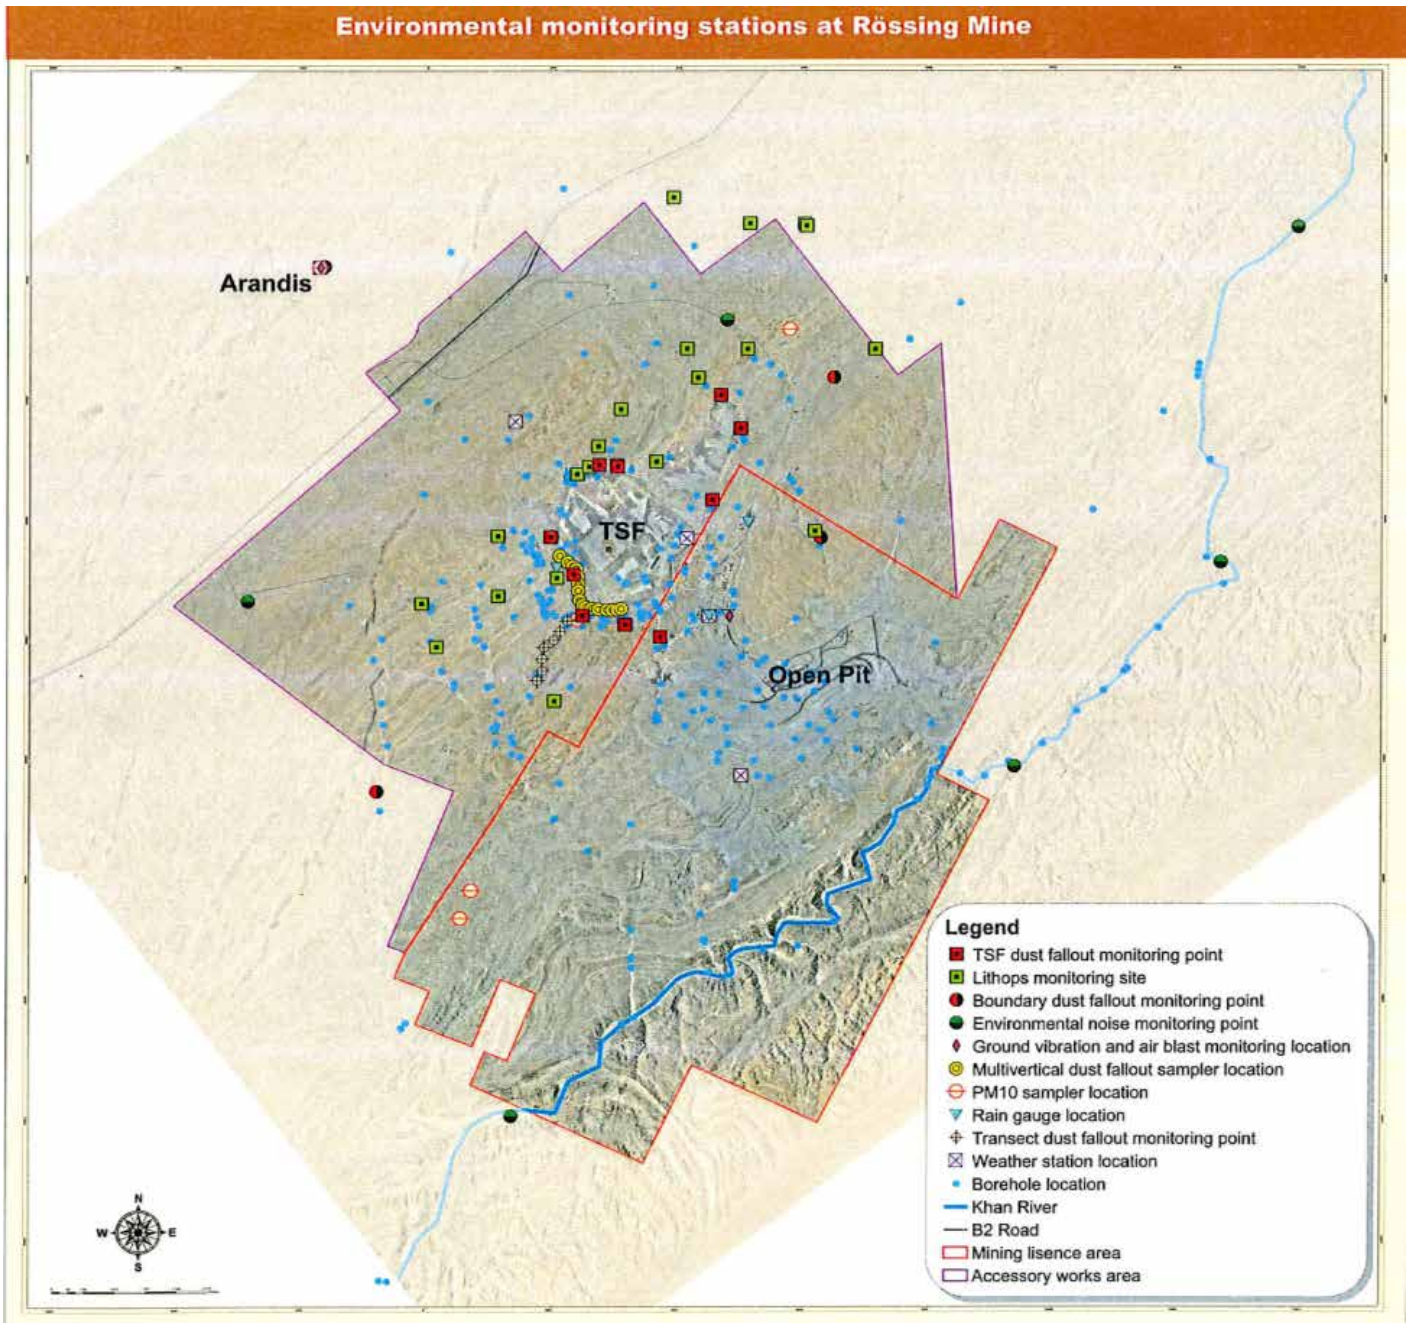 Environmental monitoring stations at Rössing Mine
Arandis
TSF
Open Pit
K
Legend
TSF dust fallout monitoring point
Lithops monitoring site
Boundary dust fallout monitoring point
Environmental noise monitoring point
Ground vibration and air blast monitoring location
Multivertical dust fallout sampler location
PM10 sampler location
Rain gauge location
Transect dust fallout monitoring point
Weather station location
Borehole location
Khan River
B2 Road
Mining lisence area
Accessory works area
N
W E
S